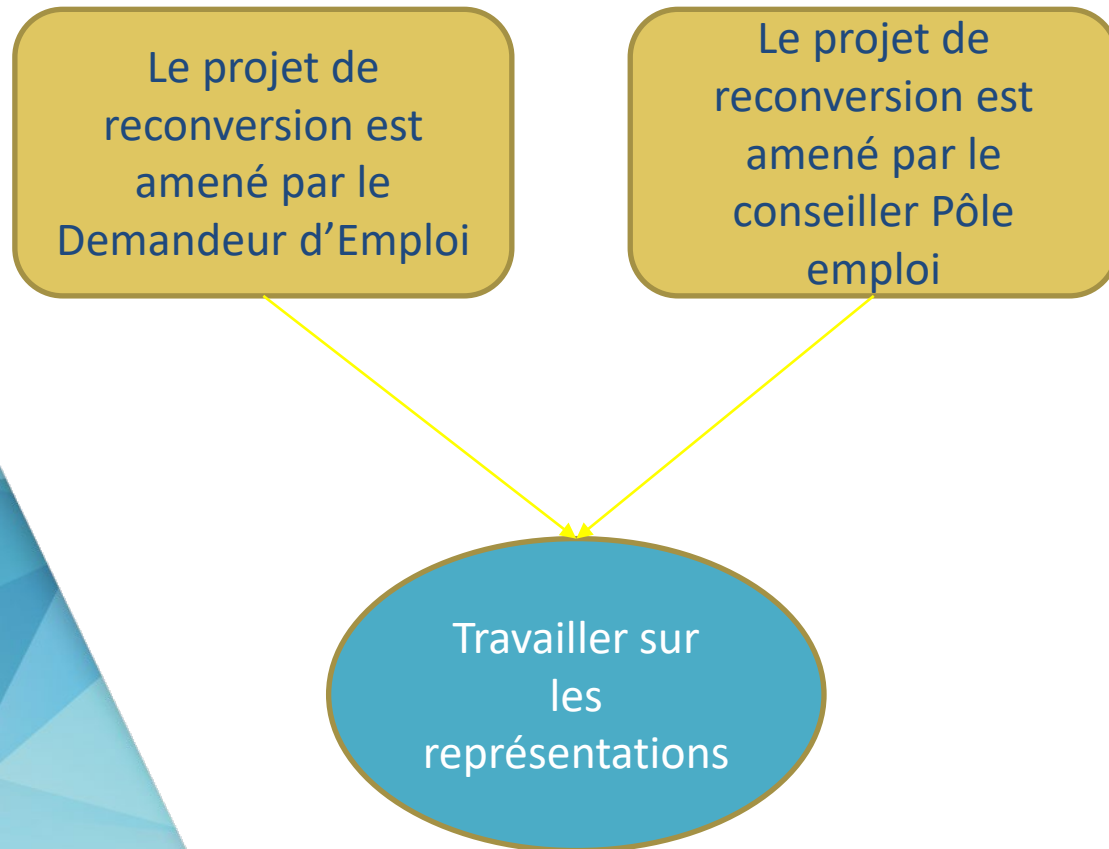 Le projet de
reconversion est
amené par le
Demandeur d’Emploi
Le projet de
reconversion est
amené par le
conseiller Pôle
emploi
Travailler sur
les
représentations